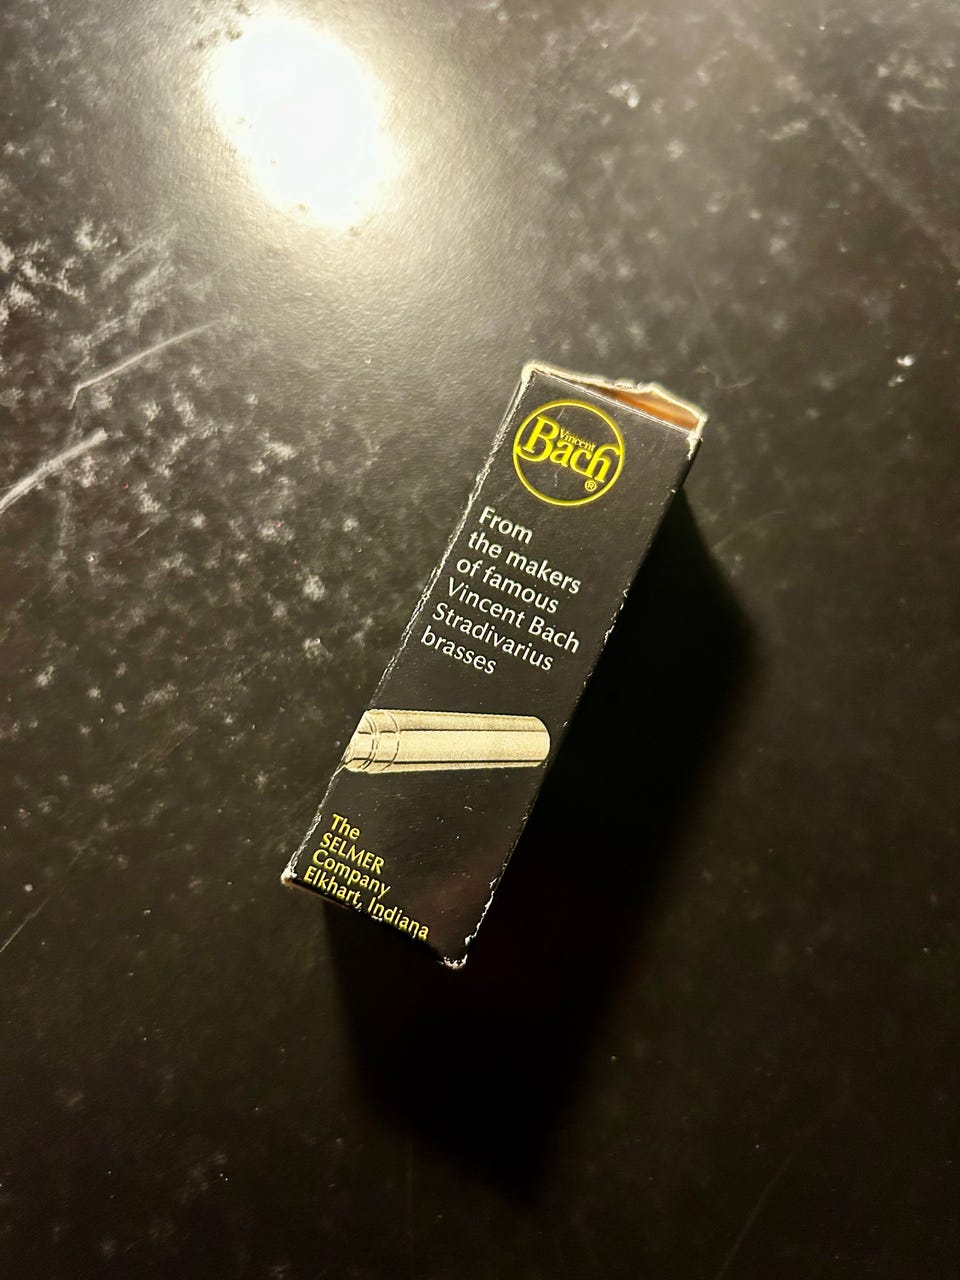 Vincent
Bach
®
From
the makers
of famous
Vincent Bach
Stradivarius
brasses
The
SELMER
Company
Elkhart, Indiana